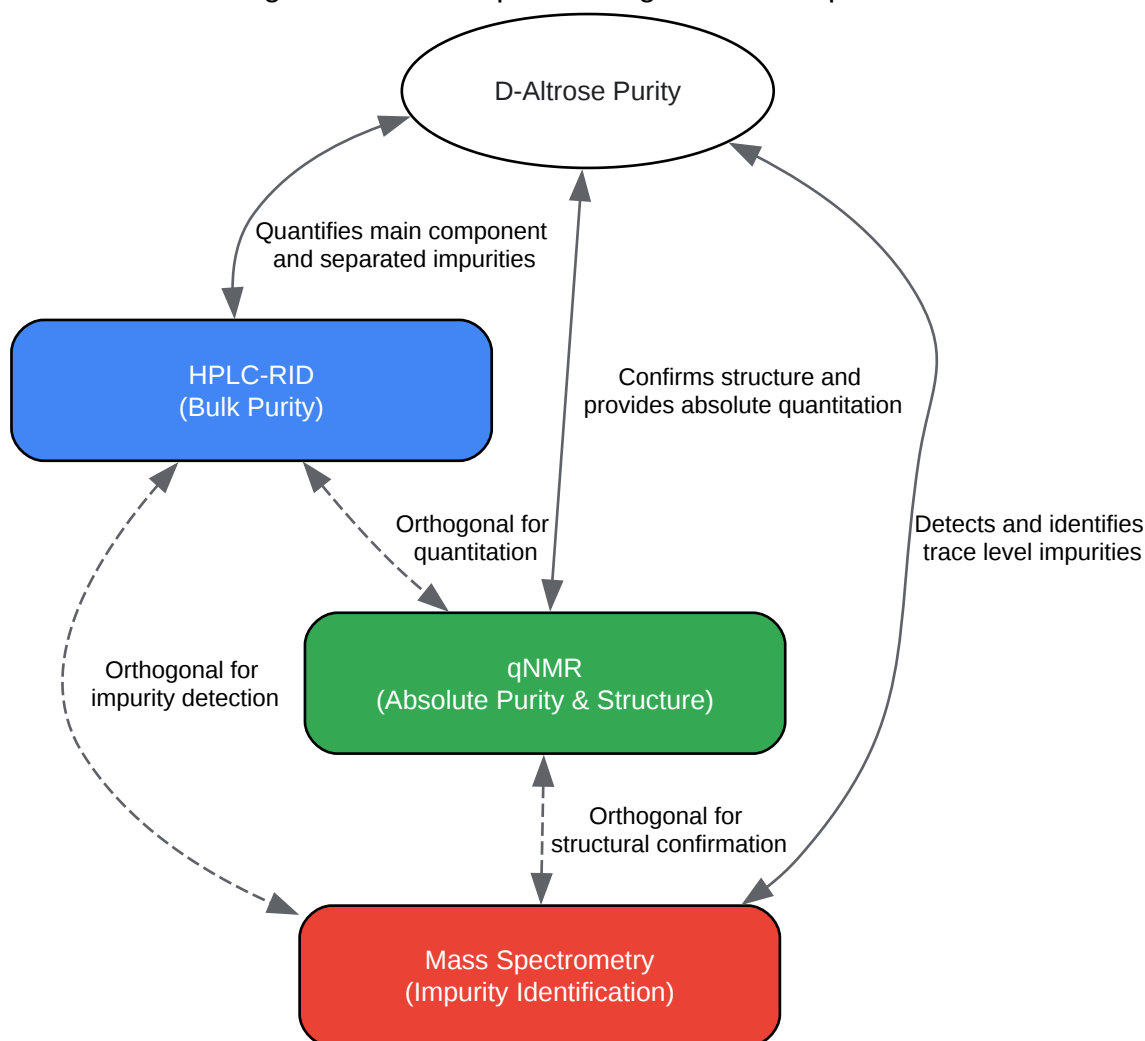 D-Altrose Purity
Quantifies main component
and separated impurities
HPLC-RID
(Bulk Purity)
Confirms structure and
provides absolute quantitation
Orthogonal for
quantitation
Detects and identifies
trace level impurities
qNMR
(Absolute Purity & Structure)
Orthogonal for
impurity detection
Orthogonal for
structural confirmation
Mass Spectrometry
(Impurity Identification)